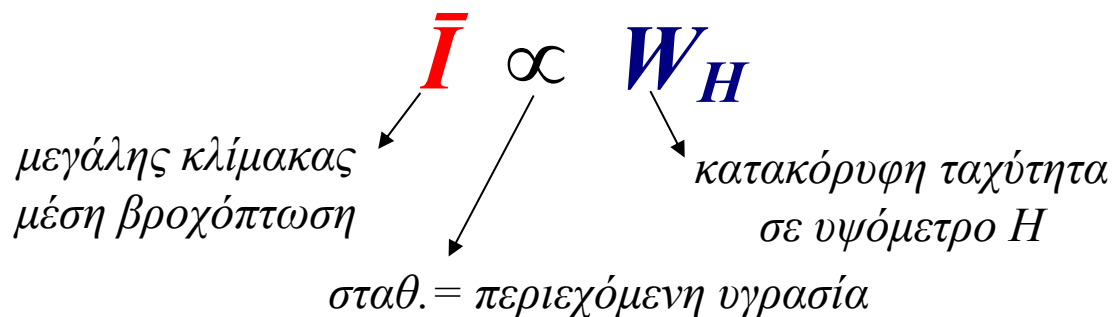 Ī ∝ W_H
μεγάλης κλίμακας
μέση βροχόπτωση
κατακόρυφη ταχύτητα
σε υψόμετρο Η
σταθ.= περιεχόμενη υγρασία